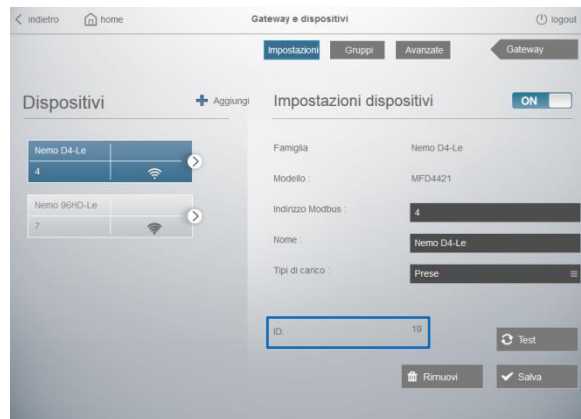 indietro home Gateway e dispositivi logout
Impostazioni Gruppi Avanzate Gateway
Dispositivi Aggiungi
Nemo D4-Le
4
Nemo 96HD-Le
7
Impostazioni dispositivi ON
Famiglia Nemo D4-Le
Modello : MFD4421
Indirizzo Modbus : 4
Nome : Nemo D4-Le
Tipi di carico : Prese
ID: 19
Test
Rimuovi Salva